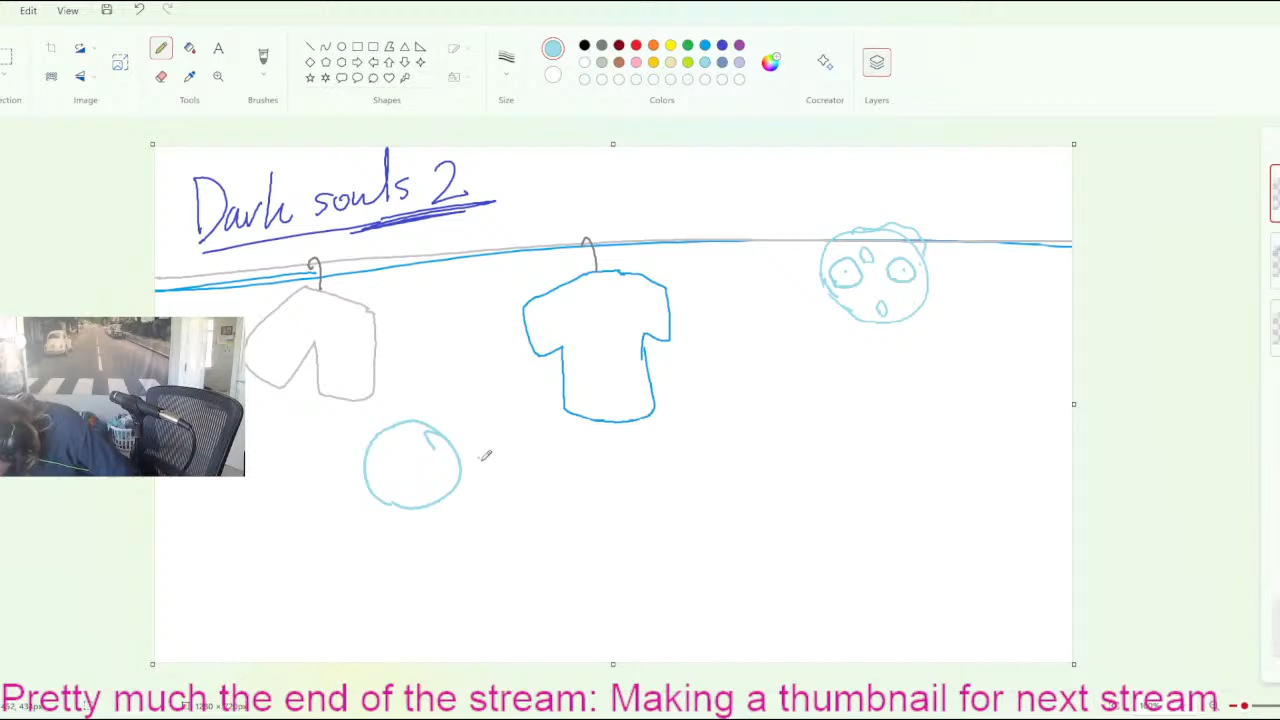 Edit View
Image Tools Brushes Shapes Size Colors Cocreator Layers
Dark souls 2
Pretty much the end of the stream: Making a thumbnail for next stream